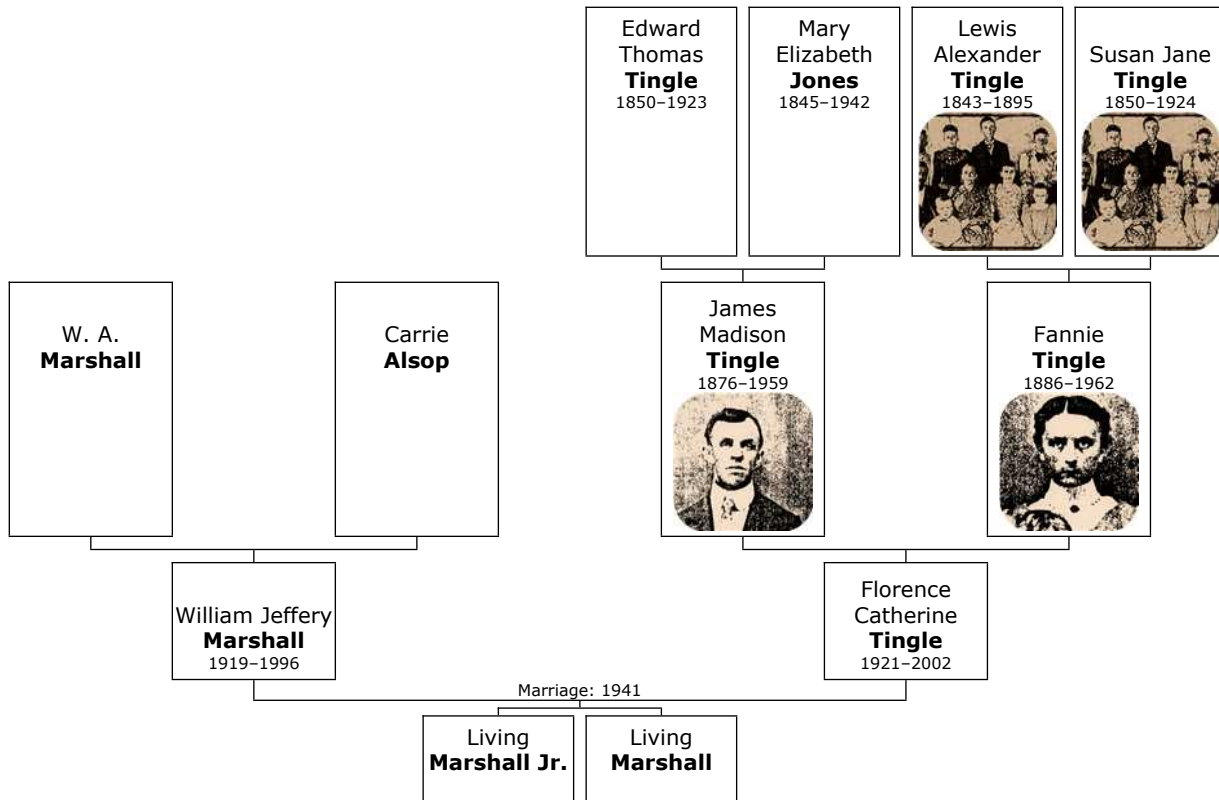 Edward
Thomas
Tingle
1850–1923
Mary
Elizabeth
Jones
1845–1942
Lewis
Alexander
Tingle
1843–1895
Susan Jane
Tingle
1850–1924
W. A.
Marshall
Carrie
Alsop
James
Madison
Tingle
1876–1959
Fannie
Tingle
1886–1962
William Jeffery
Marshall
1919–1996
Florence
Catherine
Tingle
1921–2002
Marriage: 1941
Living
Marshall Jr.
Living
Marshall